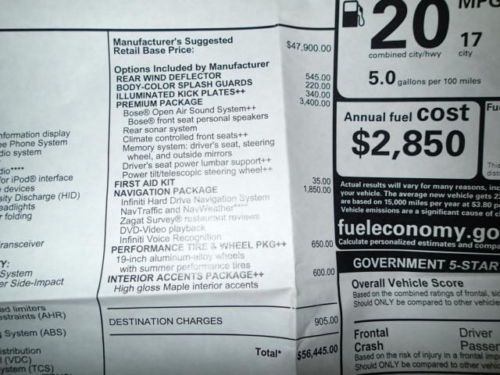 nformation display
e Phone System
dio system
dio****
for iPod® interface
e devices
sity Discharge (HID)
eadlights
r folding
ransceiver
Y:
System
er Side-Impact
ad limiters
straints (AHR)
g System (ABS)
stribution
l (VDC)
ystem (TCS)
Manufacturer's Suggested
Retail Base Price: $47,900.00
Options Included by Manufacturer
REAR WIND DEFLECTOR 545.00
BODY-COLOR SPLASH GUARDS 220.00
ILLUMINATED KICK PLATES++ 340.00
PREMIUM PACKAGE 3,400.00
Bose® Open Air Sound System++
Bose® front seat personal speakers
Rear sonar system
Climate controlled front seats++
Memory system: driver's seat, steering
wheel, and outside mirrors
Driver's seat power lumbar support++
Power tilt/telescopic steering wheel++
FIRST AID KIT 35.00
NAVIGATION PACKAGE 1,850.00
Infiniti Hard Drive Navigation System
NavTraffic and NavWeather****
Zagat Survey® restaurant reviews
DVD-Video playback
Infiniti Voice Recognition
PERFORMANCE TIRE & WHEEL PKG++ 650.00
19-inch aluminum-alloy wheels
with summer performance tires
INTERIOR ACCENTS PACKAGE++ 600.00
High gloss Maple interior accents
DESTINATION CHARGES 905.00
Total* $56,445.00
MPG
20 17
combined city/hwy city
5.0 gallons per 100 miles
Annual fuel cost
$2,850
Fu
This
Actual results will vary for many reasons, in
your vehicle. The average new vehicle gets 2
are based on 15,000 miles per year at $3.80 p
Vehicle emissions are a significant cause of
fueleconomy.go
Calculate personalized estimates and compa
GOVERNMENT 5-STAR
Overall Vehicle Score
Based on the combined ratings of frontal, sid
Should ONLY be compared to other vehicle
Frontal Driver
Crash Passen
Based on the risk of injury in a frontal imp
Should ONLY be compared to other vehic